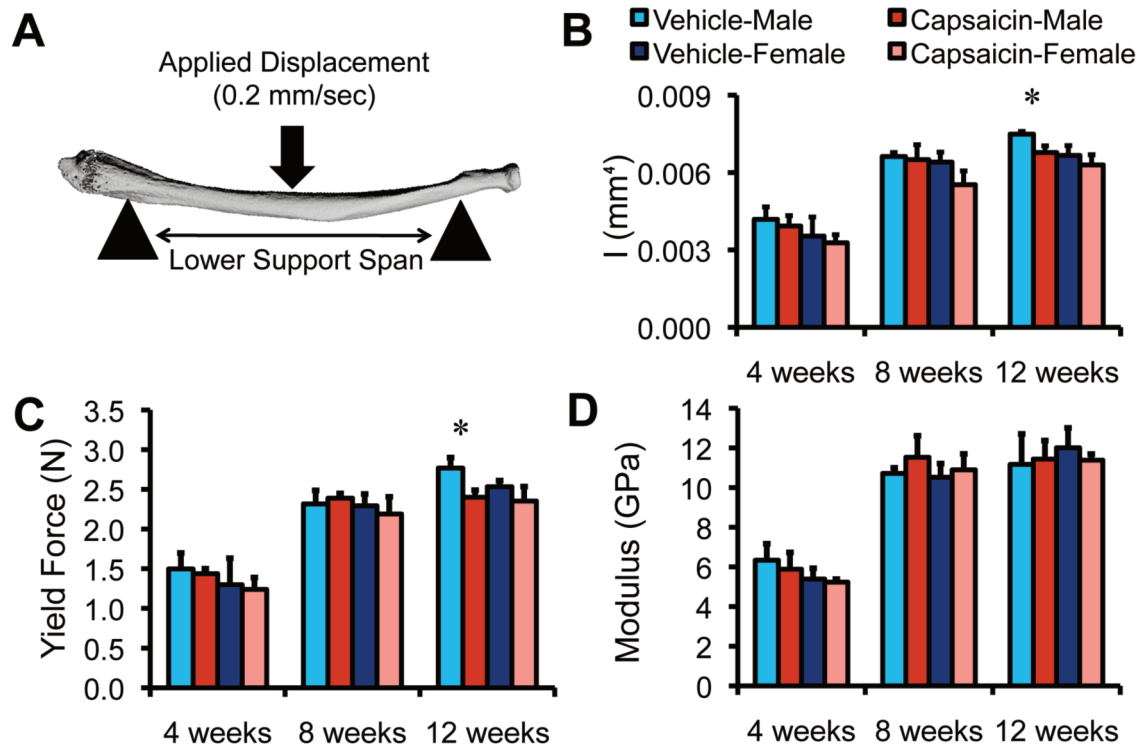 A
Applied Displacement
(0.2 mm/sec)
Lower Support Span
B
Vehicle-Male
Capsaicin-Male
Vehicle-Female
Capsaicin-Female
I (mm⁴)
0.009
0.006
0.003
0.000
*
4 weeks 8 weeks 12 weeks
C
Yield Force (N)
3.5
3.0
2.5
2.0
1.5
1.0
0.5
0.0
*
4 weeks 8 weeks 12 weeks
D
Modulus (GPa)
14
12
10
8
6
4
2
0
4 weeks 8 weeks 12 weeks